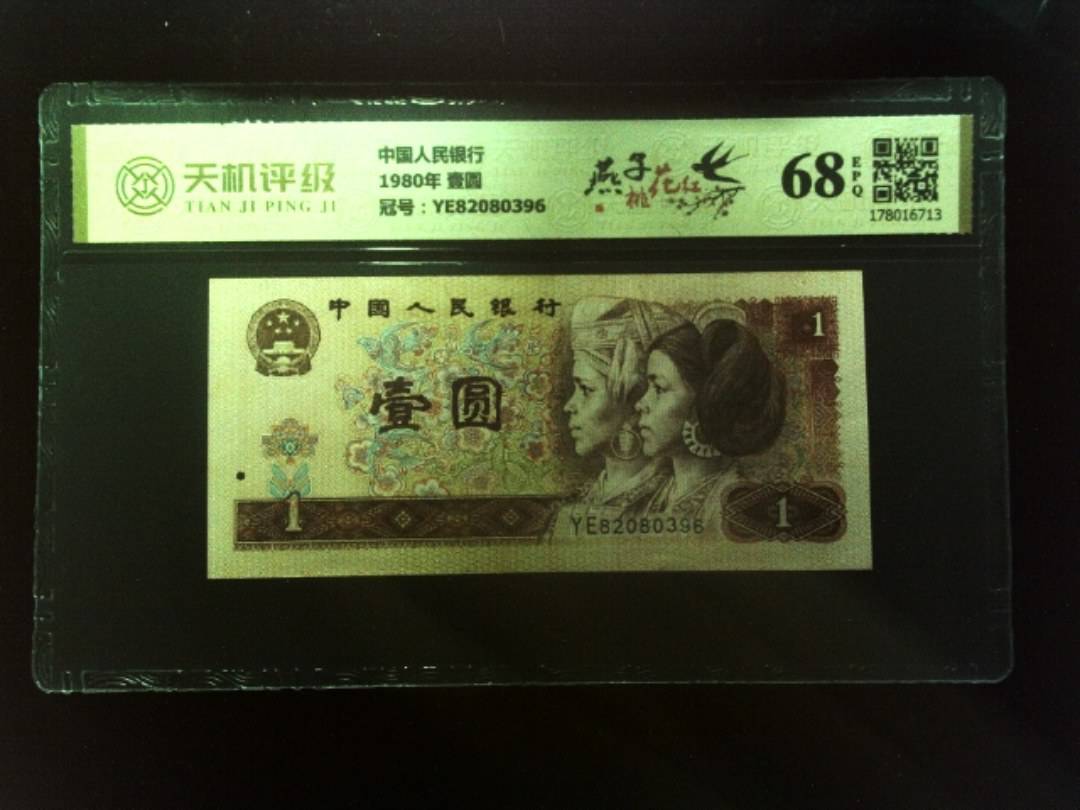 天机评级
TIAN JI PING JI
中国人民银行
1980年 壹圆
冠号：YE82080396
燕子
桃花红
68
EPQ
178016713
中国人民银行
1
壹圆
1
YE82080396
1